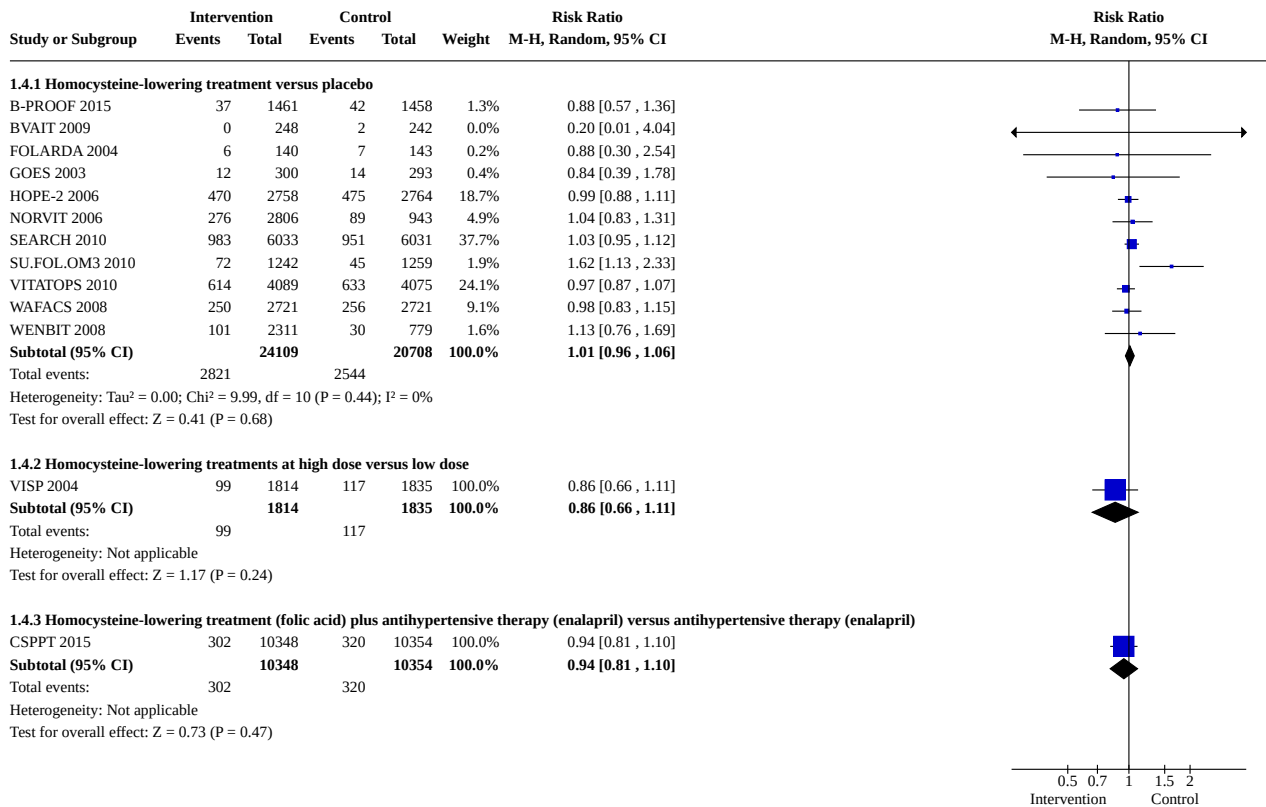 Intervention Control Risk Ratio Risk Ratio
Study or Subgroup Events Total Events Total Weight M-H, Random, 95% CI M-H, Random, 95% CI
1.4.1 Homocysteine-lowering treatment versus placebo
B-PROOF 2015 37 1461 42 1458 1.3% 0.88 [0.57 , 1.36]
BVAIT 2009 0 248 2 242 0.0% 0.20 [0.01 , 4.04]
FOLARDA 2004 6 140 7 143 0.2% 0.88 [0.30 , 2.54]
GOES 2003 12 300 14 293 0.4% 0.84 [0.39 , 1.78]
HOPE-2 2006 470 2758 475 2764 18.7% 0.99 [0.88 , 1.11]
NORVIT 2006 276 2806 89 943 4.9% 1.04 [0.83 , 1.31]
SEARCH 2010 983 6033 951 6031 37.7% 1.03 [0.95 , 1.12]
SU.FOL.OM3 2010 72 1242 45 1259 1.9% 1.62 [1.13 , 2.33]
VITATOPS 2010 614 4089 633 4075 24.1% 0.97 [0.87 , 1.07]
WAFACS 2008 250 2721 256 2721 9.1% 0.98 [0.83 , 1.15]
WENBIT 2008 101 2311 30 779 1.6% 1.13 [0.76 , 1.69]
Subtotal (95% CI) 24109 20708 100.0% 1.01 [0.96 , 1.06]
Total events: 2821 2544
Heterogeneity: Tau² = 0.00; Chi² = 9.99, df = 10 (P = 0.44); I² = 0%
Test for overall effect: Z = 0.41 (P = 0.68)
1.4.2 Homocysteine-lowering treatments at high dose versus low dose
VISP 2004 99 1814 117 1835 100.0% 0.86 [0.66 , 1.11]
Subtotal (95% CI) 1814 1835 100.0% 0.86 [0.66 , 1.11]
Total events: 99 117
Heterogeneity: Not applicable
Test for overall effect: Z = 1.17 (P = 0.24)
1.4.3 Homocysteine-lowering treatment (folic acid) plus antihypertensive therapy (enalapril) versus antihypertensive therapy (enalapril)
CSPPT 2015 302 10348 320 10354 100.0% 0.94 [0.81 , 1.10]
Subtotal (95% CI) 10348 10354 100.0% 0.94 [0.81 , 1.10]
Total events: 302 320
Heterogeneity: Not applicable
Test for overall effect: Z = 0.73 (P = 0.47)
0.5 0.7 1 1.5 2
Intervention Control